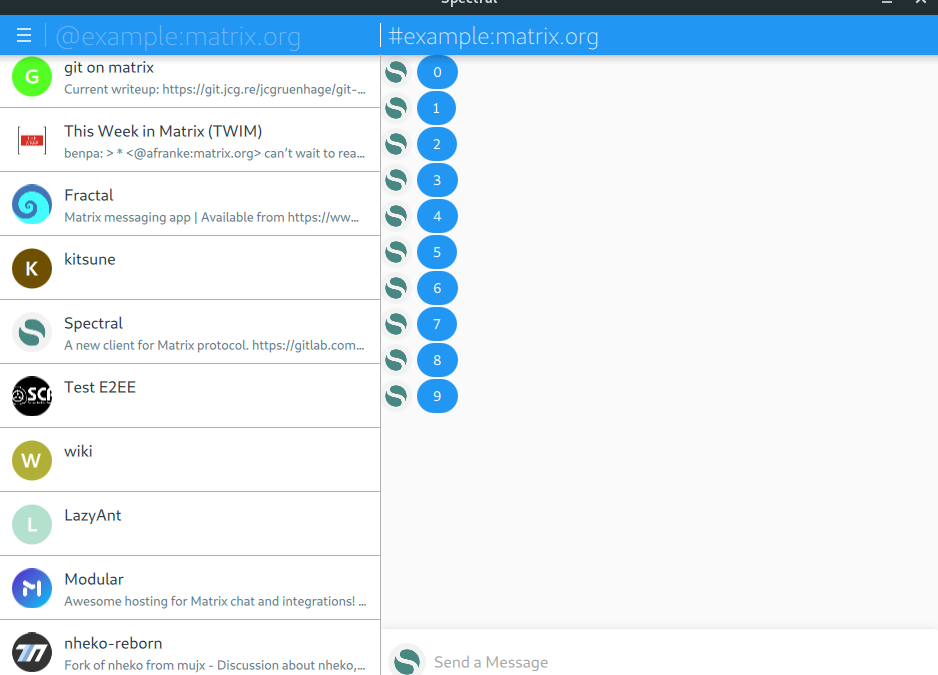 Spectral
@example:matrix.org
#example:matrix.org
G
git on matrix
Current writeup: https://git.jcg.re/jcgruenhage/git-...
This Week in Matrix (TWIM)
benpa: > * <@afranke:matrix.org> can't wait to rea...
Fractal
Matrix messaging app | Available from https://ww...
K
kitsune
Spectral
A new client for Matrix protocol. https://gitlab.com...
SCP
Test E2EE
W
wiki
L
LazyAnt
Modular
Awesome hosting for Matrix chat and integrations! ...
nheko-reborn
Fork of nheko from mujx - Discussion about nheko,...
0
1
2
3
4
5
6
7
8
9
Send a Message